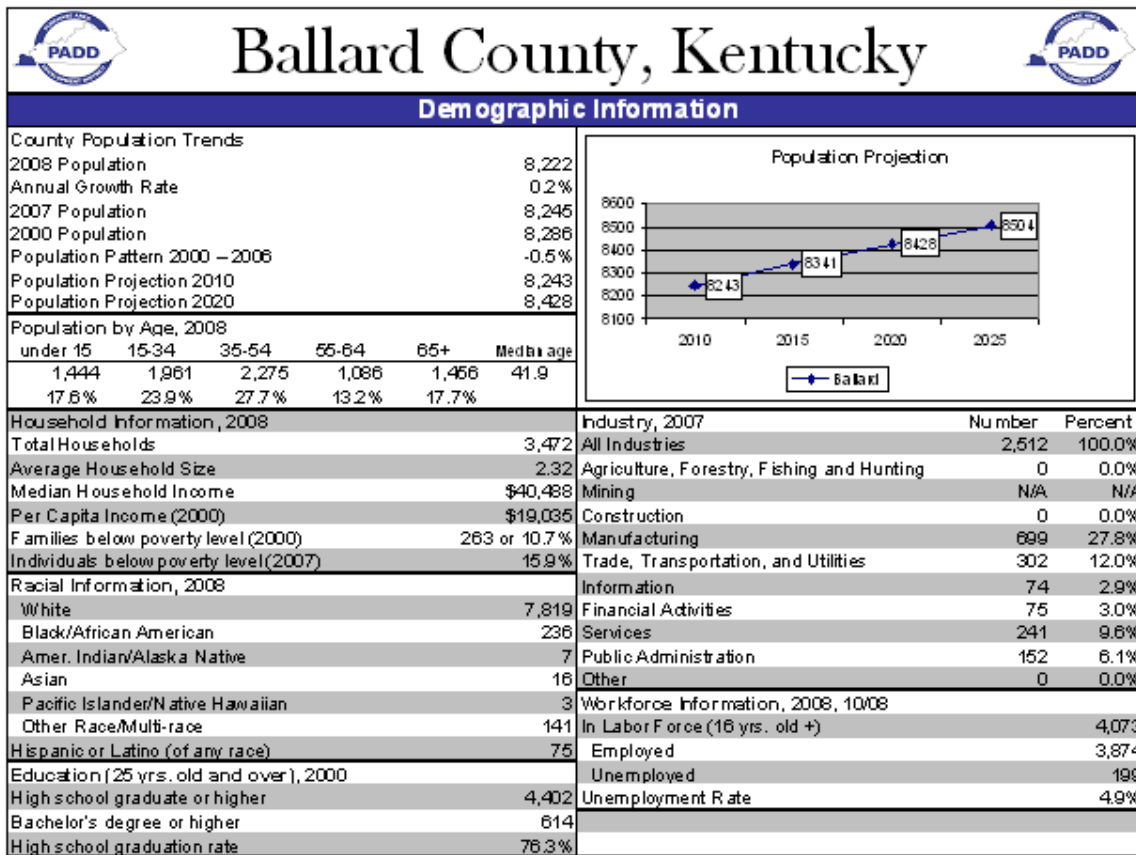 PADD
Ballard County, Kentucky
PADD
Demographic Information
County Population Trends
2008 Population 8,222
Annual Growth Rate 0.2%
2007 Population 8,245
2000 Population 8,286
Population Pattern 2000 – 2006 -0.5%
Population Projection 2010 8,243
Population Projection 2020 8,428
Population by Age, 2008
under 15 15-34 35-54 55-64 65+ Median age
1,444 1,961 2,275 1,086 1,456 41.9
17.6% 23.9% 27.7% 13.2% 17.7%
Population Projection
8600
8500
8400
8300
8200
8100
8243
8341
8428
8504
2010 2015 2020 2025
Ballard
Household Information, 2008
Total Households 3,472
Average Household Size 2.32
Median Household Income $40,488
Per Capita Income (2000) $19,035
Families below poverty level (2000) 263 or 10.7%
Individuals below poverty level (2007) 15.9%
Racial Information, 2008
White 7,819
Black/African American 236
Amer. Indian/Alaska Native 7
Asian 16
Pacific Islander/Native Hawaiian 3
Other Race/Multi-race 141
Hispanic or Latino (of any race) 75
Education (25 yrs. old and over), 2000
High school graduate or higher 4,402
Bachelor's degree or higher 614
High school graduation rate 76.3%
Industry, 2007 Number Percent
All Industries 2,512 100.0%
Agriculture, Forestry, Fishing and Hunting 0 0.0%
Mining N/A N/A
Construction 0 0.0%
Manufacturing 699 27.8%
Trade, Transportation, and Utilities 302 12.0%
Information 74 2.9%
Financial Activities 75 3.0%
Services 241 9.6%
Public Administration 152 6.1%
Other 0 0.0%
Workforce Information, 2008, 10/08
In Labor Force (16 yrs. old +) 4,073
Employed 3,874
Unemployed 199
Unemployment Rate 4.9%